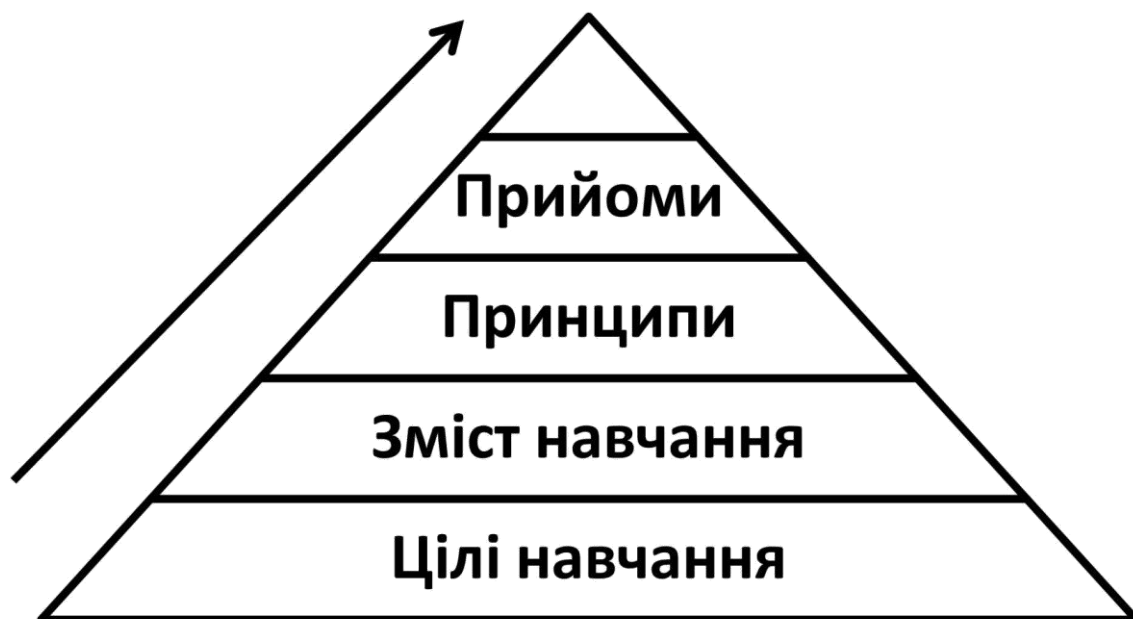 Прийоми
Принципи
Зміст навчання
Цілі навчання